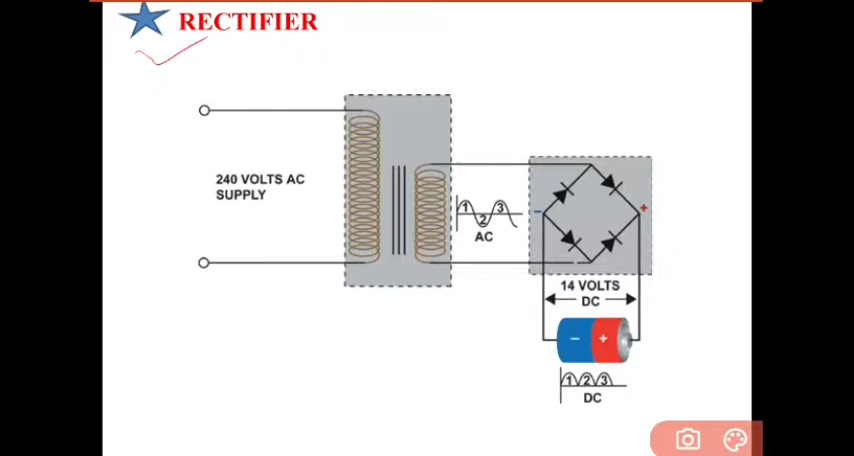 RECTIFIER
240 VOLTS AC
SUPPLY
1 2 3
AC
− +
14 VOLTS
DC
− +
1 2 3
DC